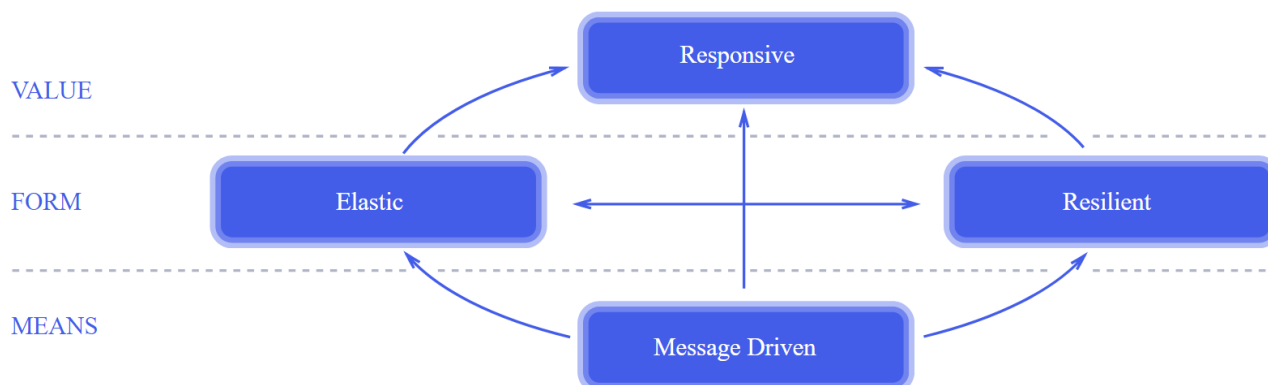 Responsive
VALUE
FORM
Elastic
Resilient
MEANS
Message Driven